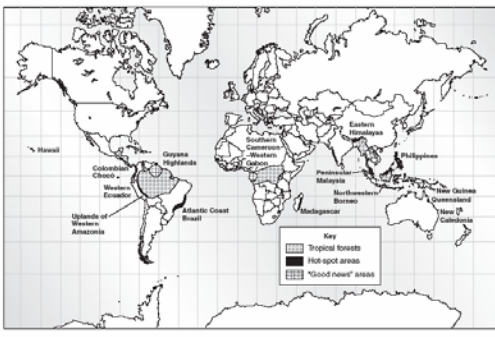 Hawaii
Colombian
Chocó
Western
Ecuador
Uplands of
Western
Amazonia
Guyana
Highlands
Atlantic Coast
Brazil
Southern
Cameroon
–Western
Gabon
Madagascar
Eastern
Himalayas
Peninsular
Malaysia
Northwestern
Borneo
Philippines
New Guinea
Queensland
New
Caledonia
Key
Tropical forests
Hot-spot areas
"Good news" areas